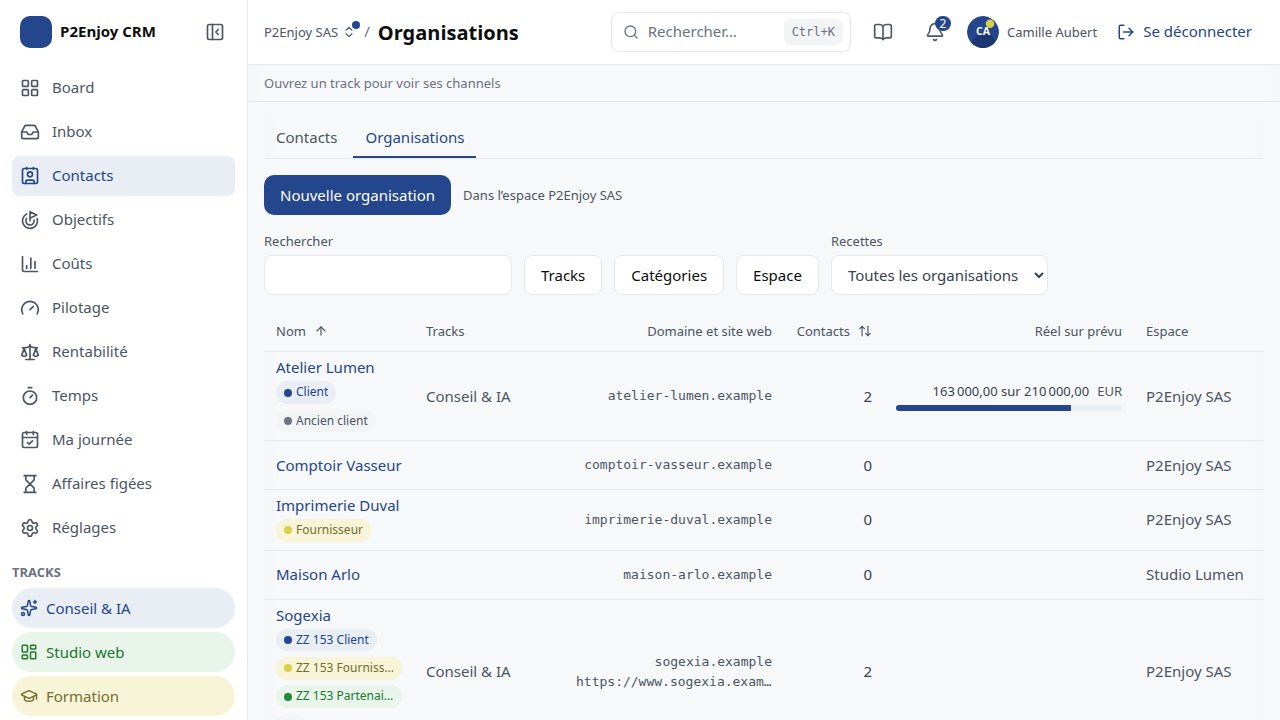 P2Enjoy CRM
P2Enjoy SAS / Organisations
Rechercher... Ctrl+K
2
CA Camille Aubert
Se déconnecter
Board
Inbox
Contacts
Objectifs
Coûts
Pilotage
Rentabilité
Temps
Ma journée
Affaires figées
Réglages
TRACKS
Conseil & IA
Studio web
Formation
Ouvrez un track pour voir ses channels
Contacts Organisations
Nouvelle organisation Dans l'espace P2Enjoy SAS
Rechercher Recettes
Tracks Catégories Espace Toutes les organisations
Nom Tracks Domaine et site web Contacts Réel sur prévu Espace
Atelier Lumen
Client
Ancien client
Conseil & IA atelier-lumen.example 2 163 000,00 sur 210 000,00 EUR P2Enjoy SAS
Comptoir Vasseur comptoir-vasseur.example 0 P2Enjoy SAS
Imprimerie Duval
Fournisseur
imprimerie-duval.example 0 P2Enjoy SAS
Maison Arlo maison-arlo.example 0 Studio Lumen
Sogexia
ZZ 153 Client
ZZ 153 Fourniss...
ZZ 153 Partenai...
Conseil & IA sogexia.example 2 P2Enjoy SAS
https://www.sogexia.exam…